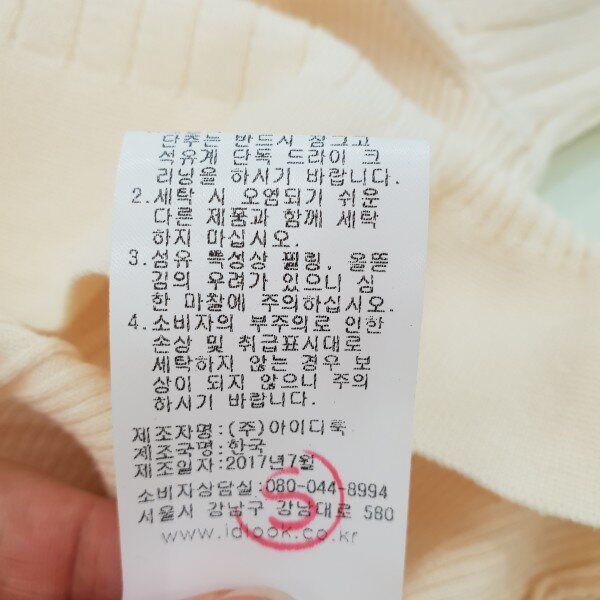 단추는 반드시 잠그고
석유계 단독 드라이 크
리닝을 하시기 바랍니다.
2.세탁 시 오염되기 쉬운
다른 제품과 함께 세탁
하지 마십시오.
3.섬유 특성상 필링, 올뜯
김의 우려가 있으니 심
한 마찰에 주의하십시오.
4.소비자의 부주의로 인한
손상 및 취급표시대로
세탁하지 않는 경우 보
상이 되지 않으니 주의
하시기 바랍니다.
제조자명:(주)아이디룩
제조국명:한국
제조일자:2017년7월
소비자상담실:080-044-8994
서울시 강남구 강남대로 580
www.idlook.co.kr
S